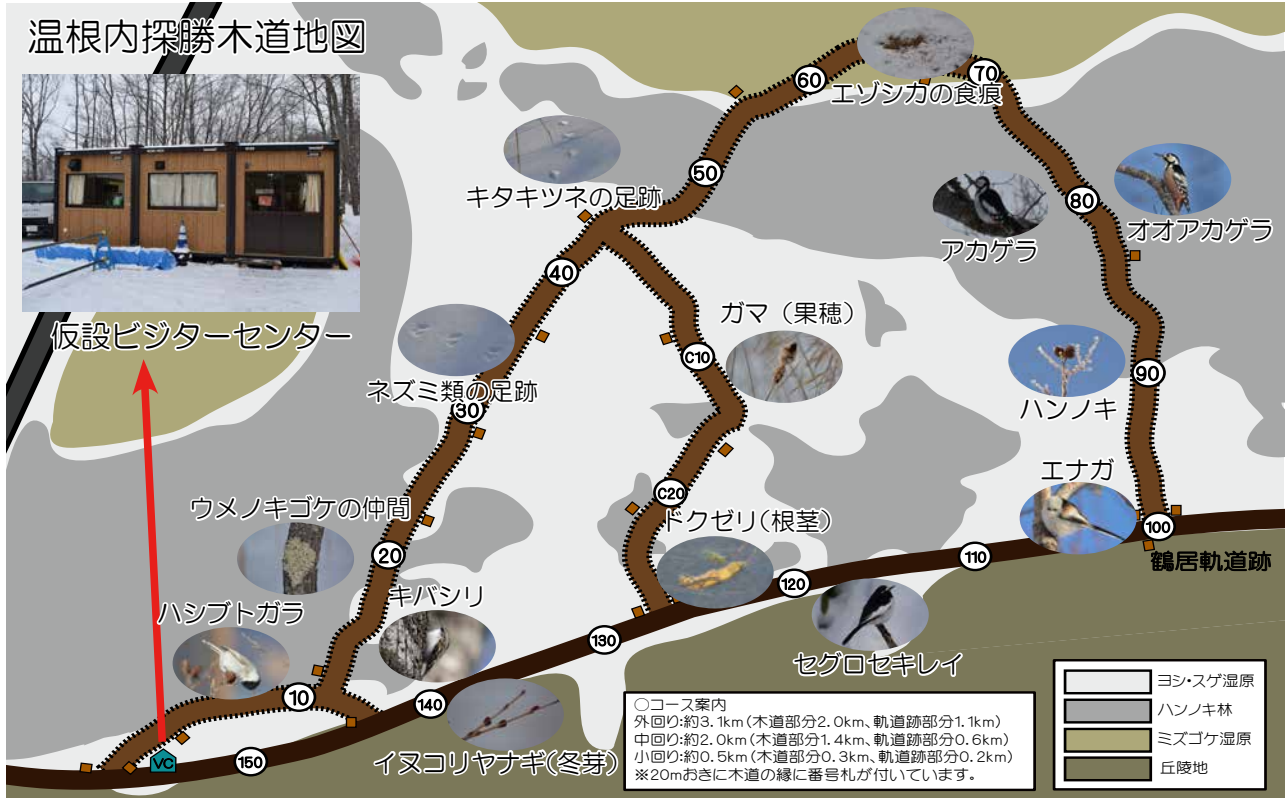 温根内探勝木道地図
仮設ビジターセンター
60
70
エゾシカの食痕
キタキツネの足跡
50
80
アカゲラ
オオアカゲラ
40
ガマ（果穂）
C10
ネズミ類の足跡
30
90
ハンノキ
C20
エナガ
ウメノキゴケの仲間
ドクゼリ(根茎)
100
鶴居軌道跡
20
110
120
キバシリ
ハシブトガラ
130
セグロセキレイ
10
140
イヌコリヤナギ(冬芽)
150
VC
○コース案内
外回り:約3.1km(木道部分2.0km、軌道跡部分1.1km)
中回り:約2.0km(木道部分1.4km、軌道跡部分0.6km)
小回り:約0.5km(木道部分0.3km、軌道跡部分0.2km)
※20mおきに木道の縁に番号札が付いています。
ヨシ・スゲ湿原
ハンノキ林
ミズゴケ湿原
丘陵地